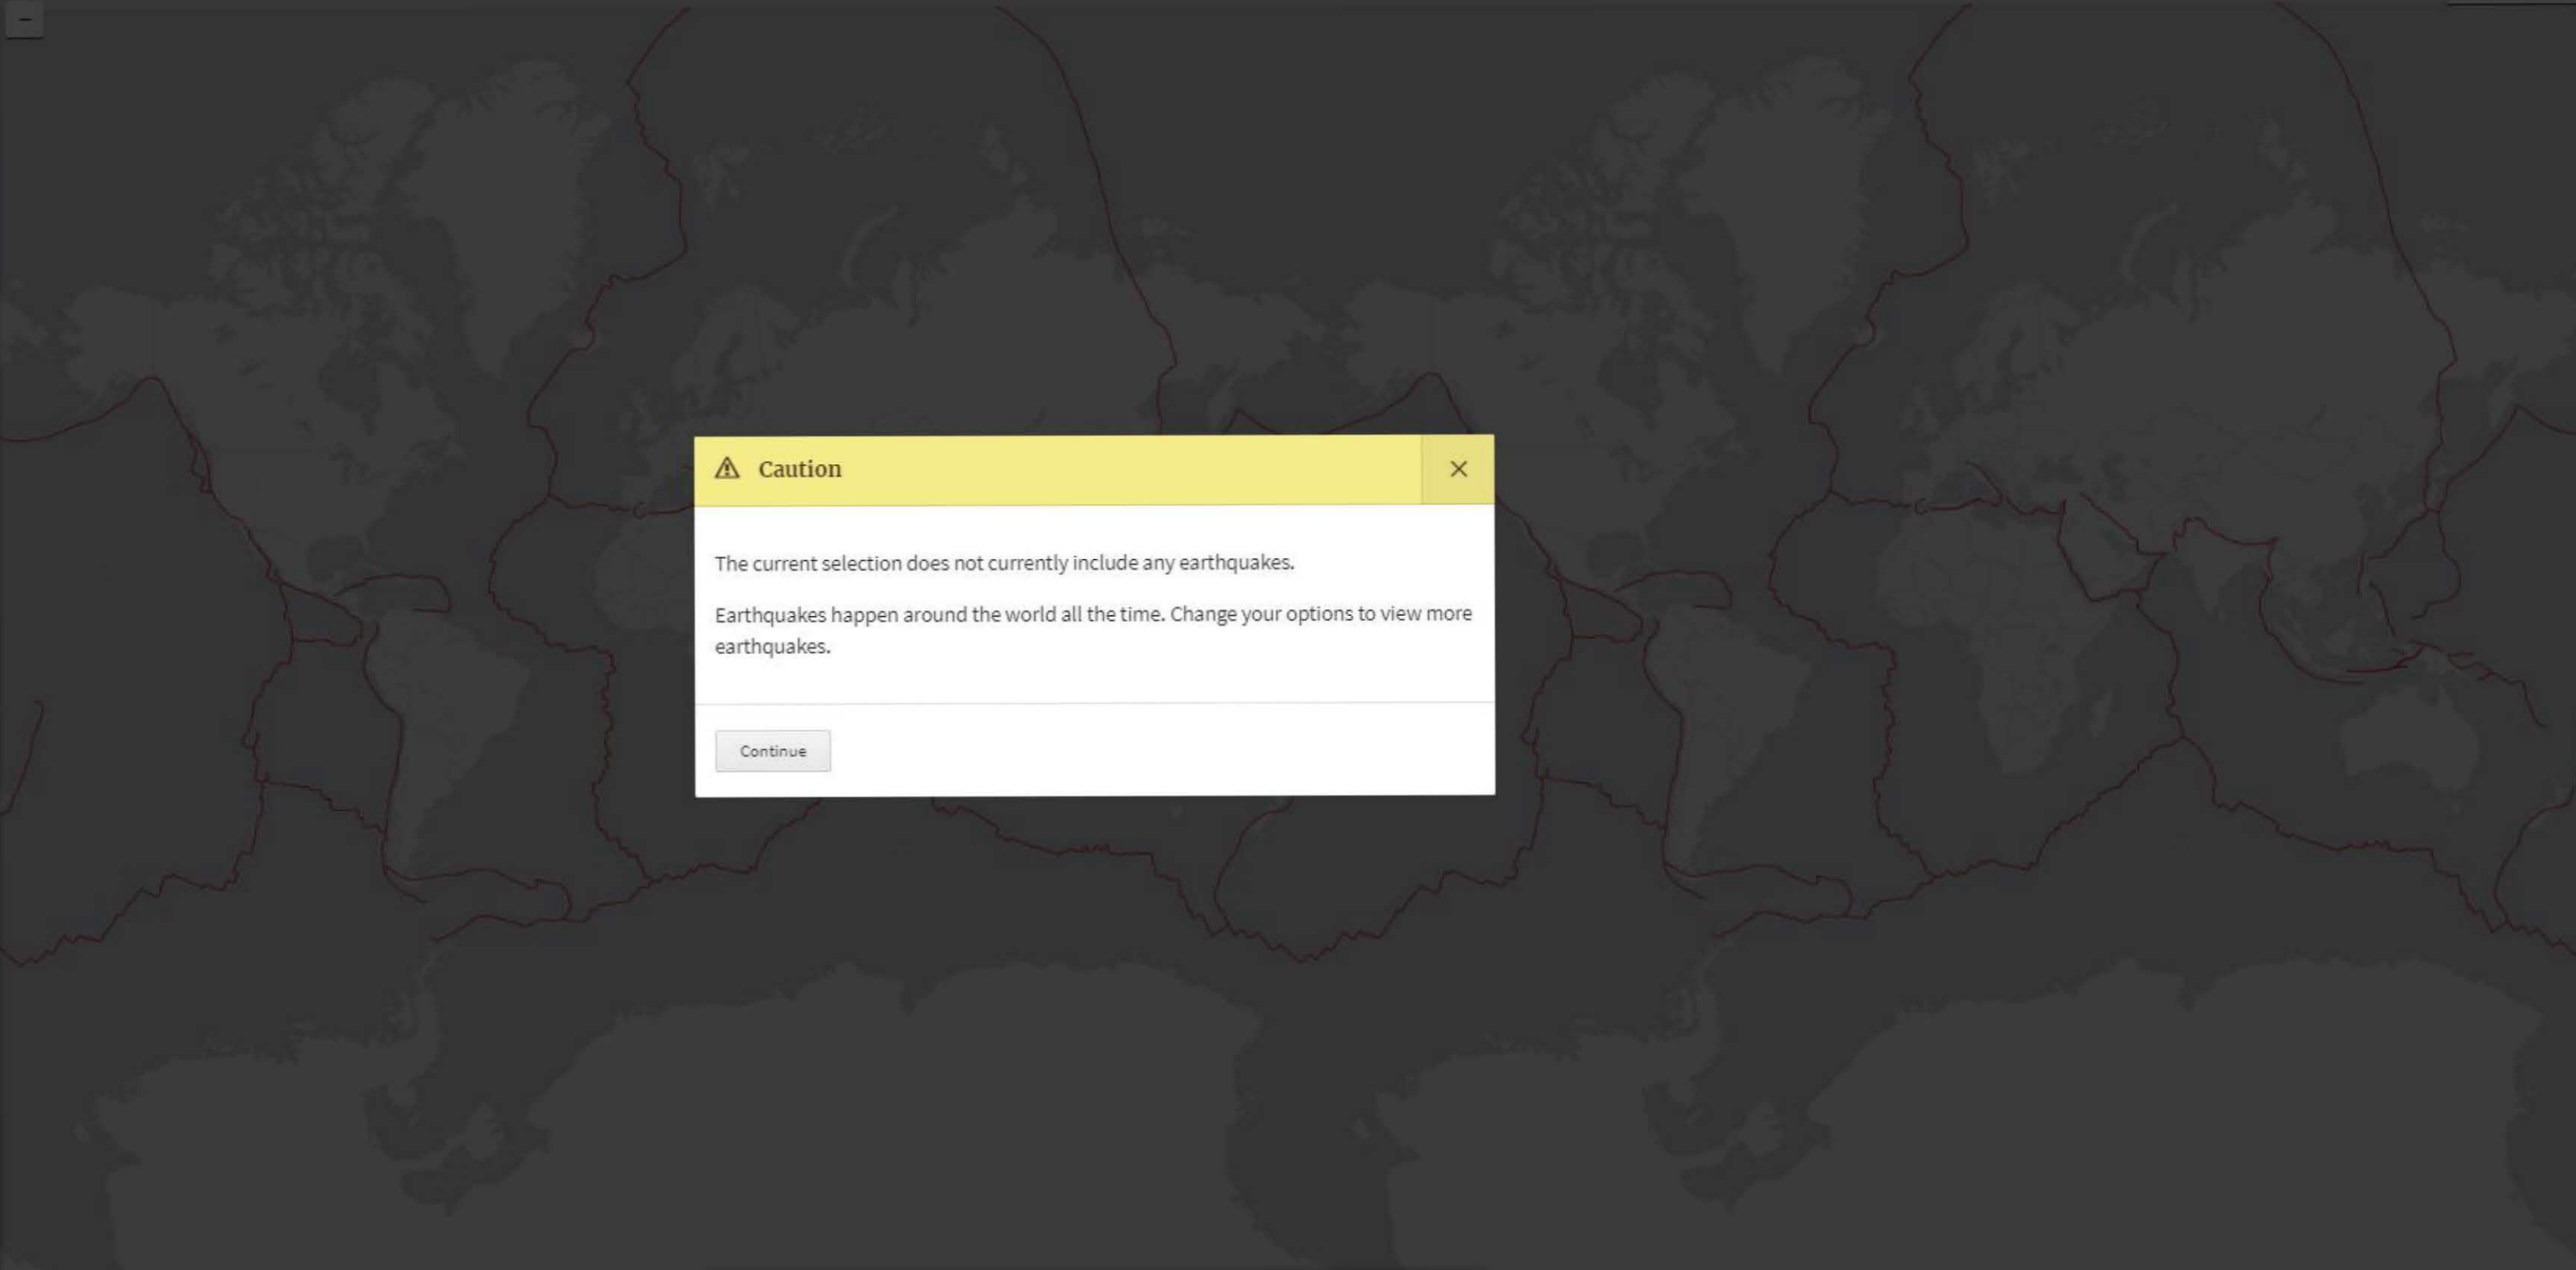 Caution
The current selection does not currently include any earthquakes.
Earthquakes happen around the world all the time. Change your options to view more
earthquakes.
Continue